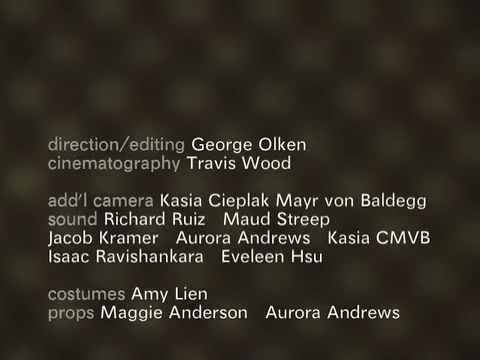 direction/editing George Olken
cinematography Travis Wood
add'l camera Kasia Cieplak Mayr von Baldegg
sound Richard Ruiz Maud Streep
Jacob Kramer Aurora Andrews Kasia CMVB
Isaac Ravishankara Eveleen Hsu
costumes Amy Lien
props Maggie Anderson Aurora Andrews